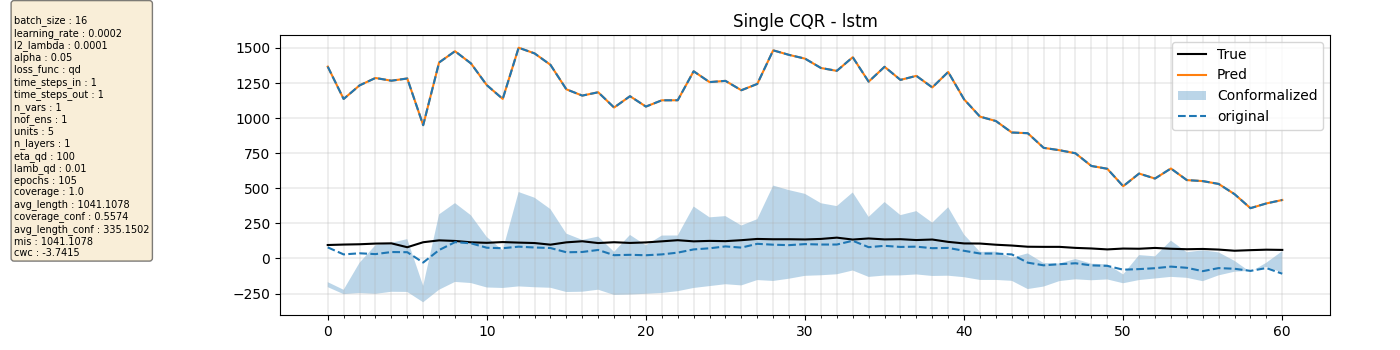 batch_size : 16
learning_rate : 0.0002
l2_lambda : 0.0001
alpha : 0.05
loss_func : qd
time_steps_in : 1
time_steps_out : 1
n_vars : 1
nof_ens : 1
units : 5
n_layers : 1
eta_qd : 100
lamb_qd : 0.01
epochs : 105
coverage : 1.0
avg_length : 1041.1078
coverage_conf : 0.5574
avg_length_conf : 335.1502
mis : 1041.1078
cwc : -3.7415
Single CQR - lstm
1500
1250
1000
750
500
250
0
−250
True
Pred
Conformalized
original
0 10 20 30 40 50 60